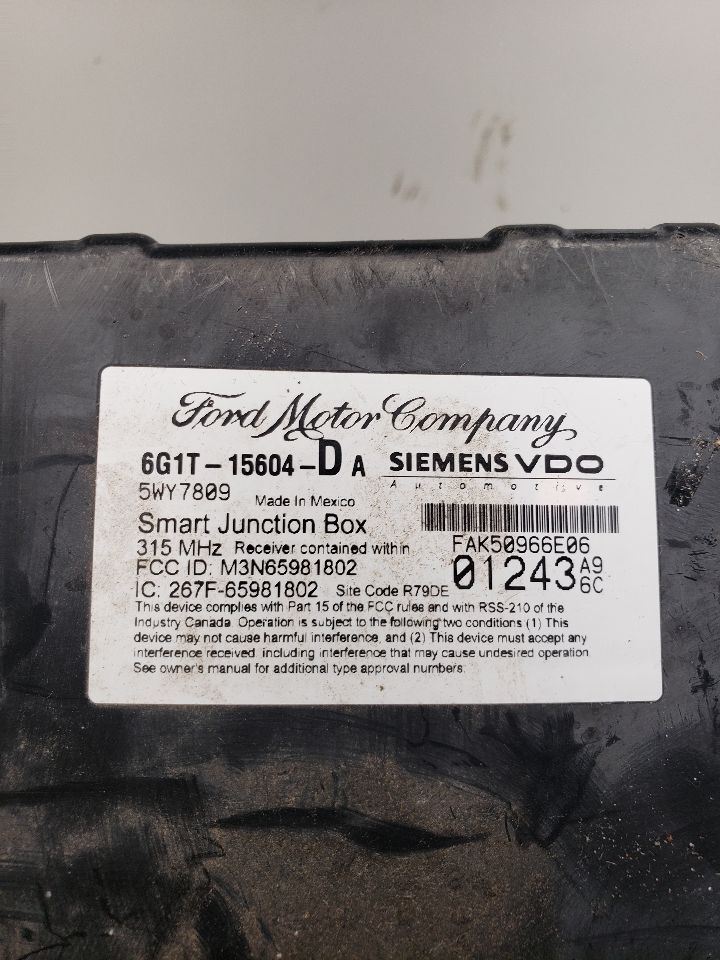 Ford Motor Company
6G1T-15604-D A SIEMENS VDO
Automotive
5WY7809 Made In Mexico
Smart Junction Box
315 MHz Receiver contained within FAK50966E06
FCC ID: M3N65981802 01243 A9 6C
IC: 267F-65981802 Site Code R79DE
This device complies with Part 15 of the FCC rules and with RSS-210 of the
Industry Canada. Operation is subject to the following two conditions (1) This
device may not cause harmful interference, and (2) This device must accept any
interference received, including interference that may cause undesired operation
See owner's manual for additional type approval numbers.